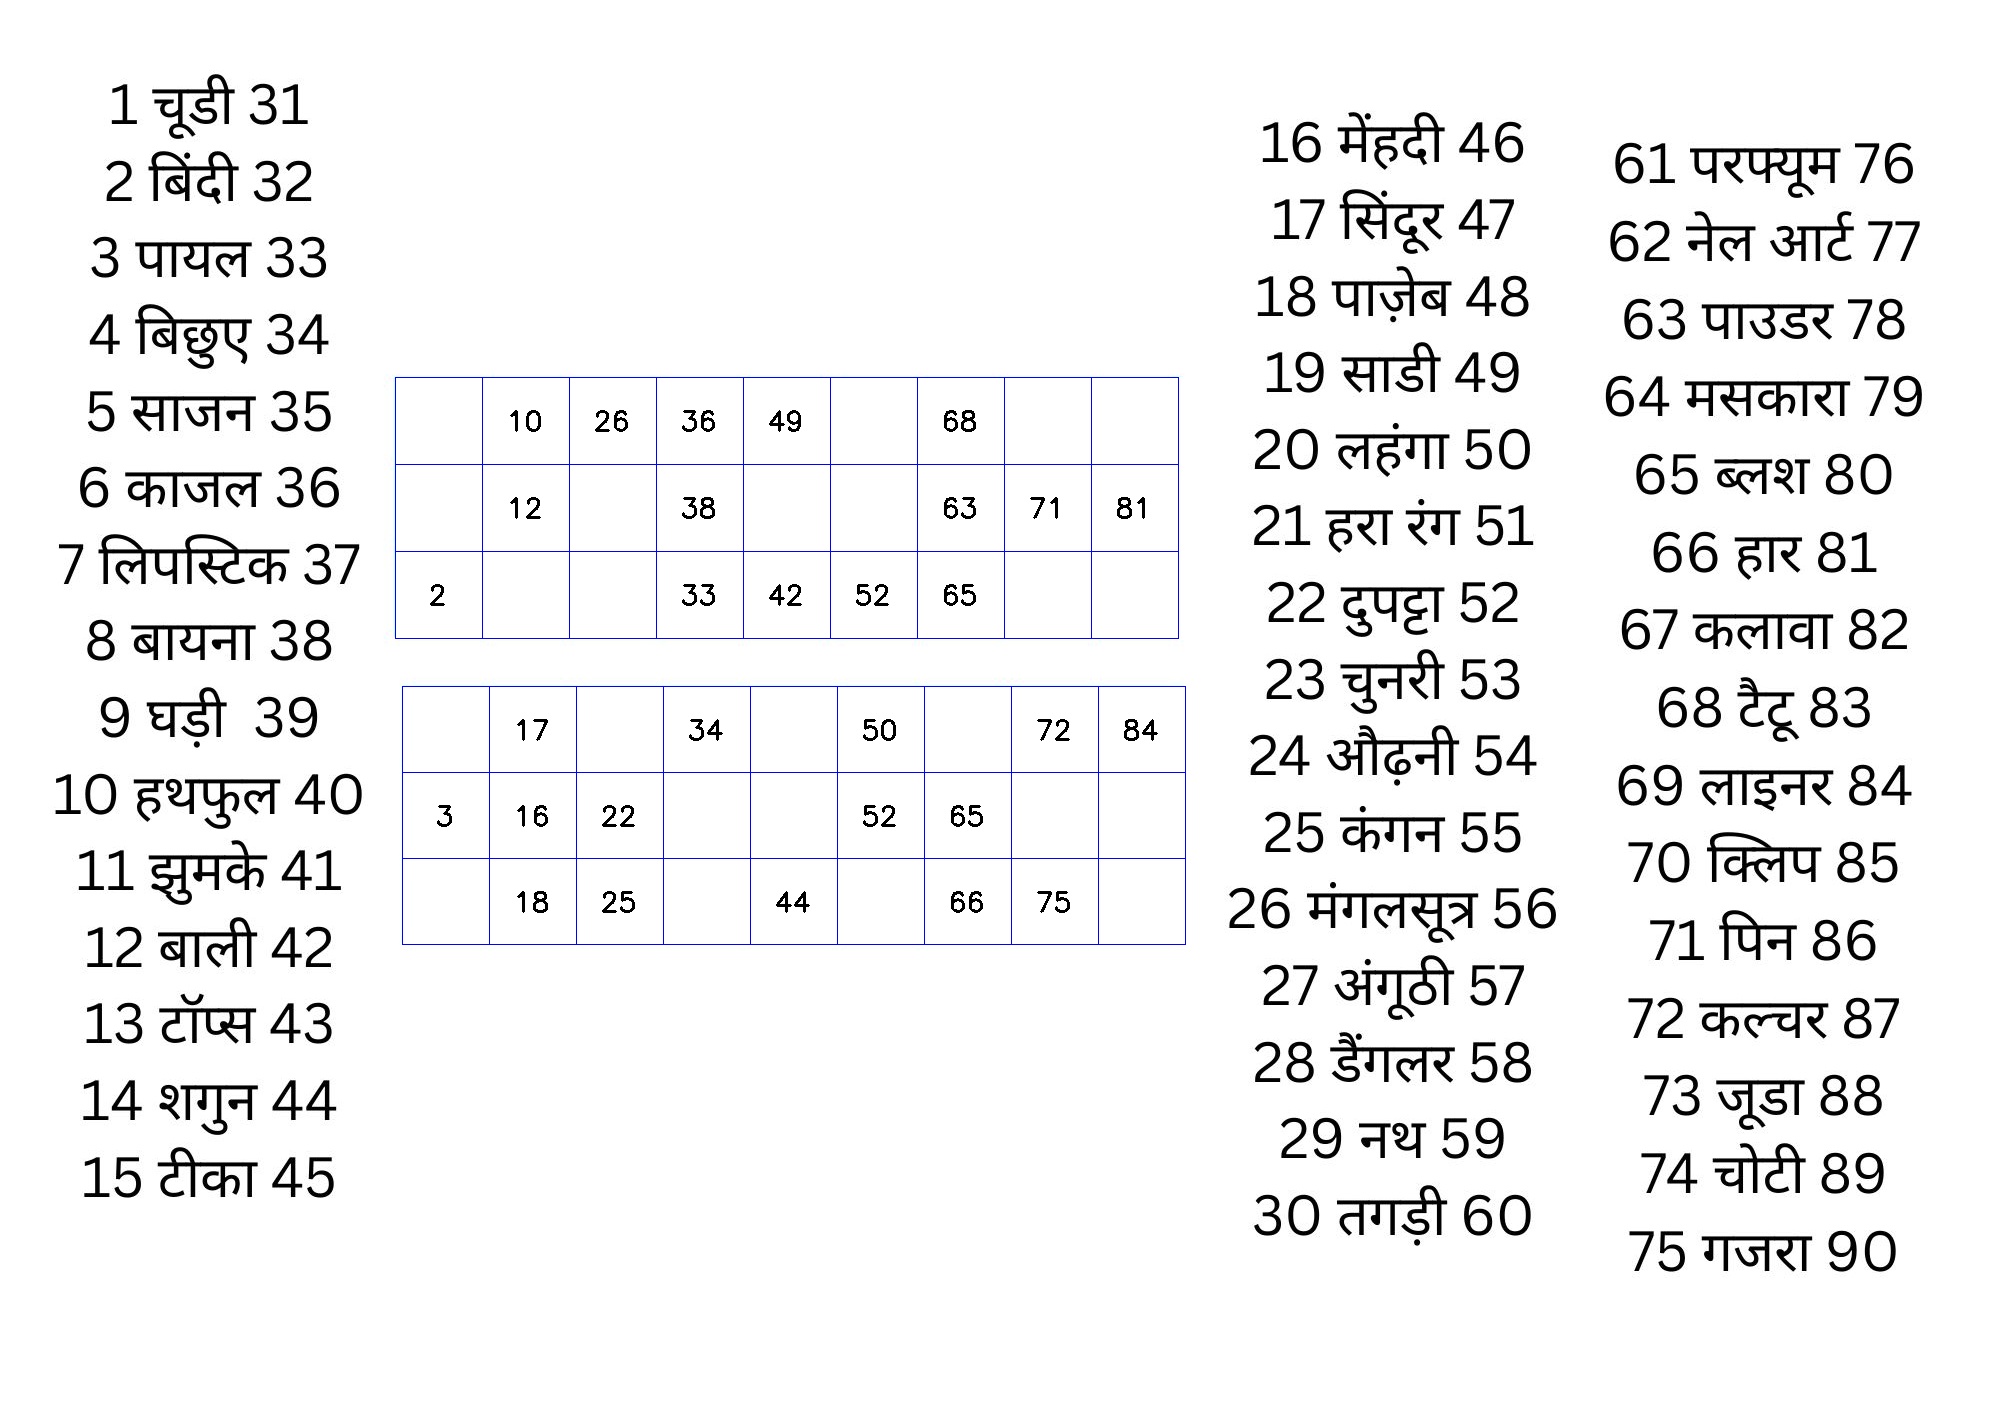 1 चूडी 31
2 बिंदी 32
3 पायल 33
4 बिछुए 34
5 साजन 35
6 काजल 36
7 लिपस्टिक 37
8 बायना 38
9 घड़ी 39
10 हथफुल 40
11 झुमके 41
12 बाली 42
13 टॉप्स 43
14 शगुन 44
15 टीका 45
10 26 36 49 68
12 38 63 71 81
2 33 42 52 65
17 34 50 72 84
3 16 22 52 65
18 25 44 66 75
16 मेंहदी 46
17 सिंदूर 47
18 पाज़ेब 48
19 साडी 49
20 लहंगा 50
21 हरा रंग 51
22 दुपट्टा 52
23 चुनरी 53
24 औढ़नी 54
25 कंगन 55
26 मंगलसूत्र 56
27 अंगूठी 57
28 डैंगलर 58
29 नथ 59
30 तगड़ी 60
61 परफ्यूम 76
62 नेल आर्ट 77
63 पाउडर 78
64 मसकारा 79
65 ब्लश 80
66 हार 81
67 कलावा 82
68 टैटू 83
69 लाइनर 84
70 क्लिप 85
71 पिन 86
72 कल्चर 87
73 जूडा 88
74 चोटी 89
75 गजरा 90